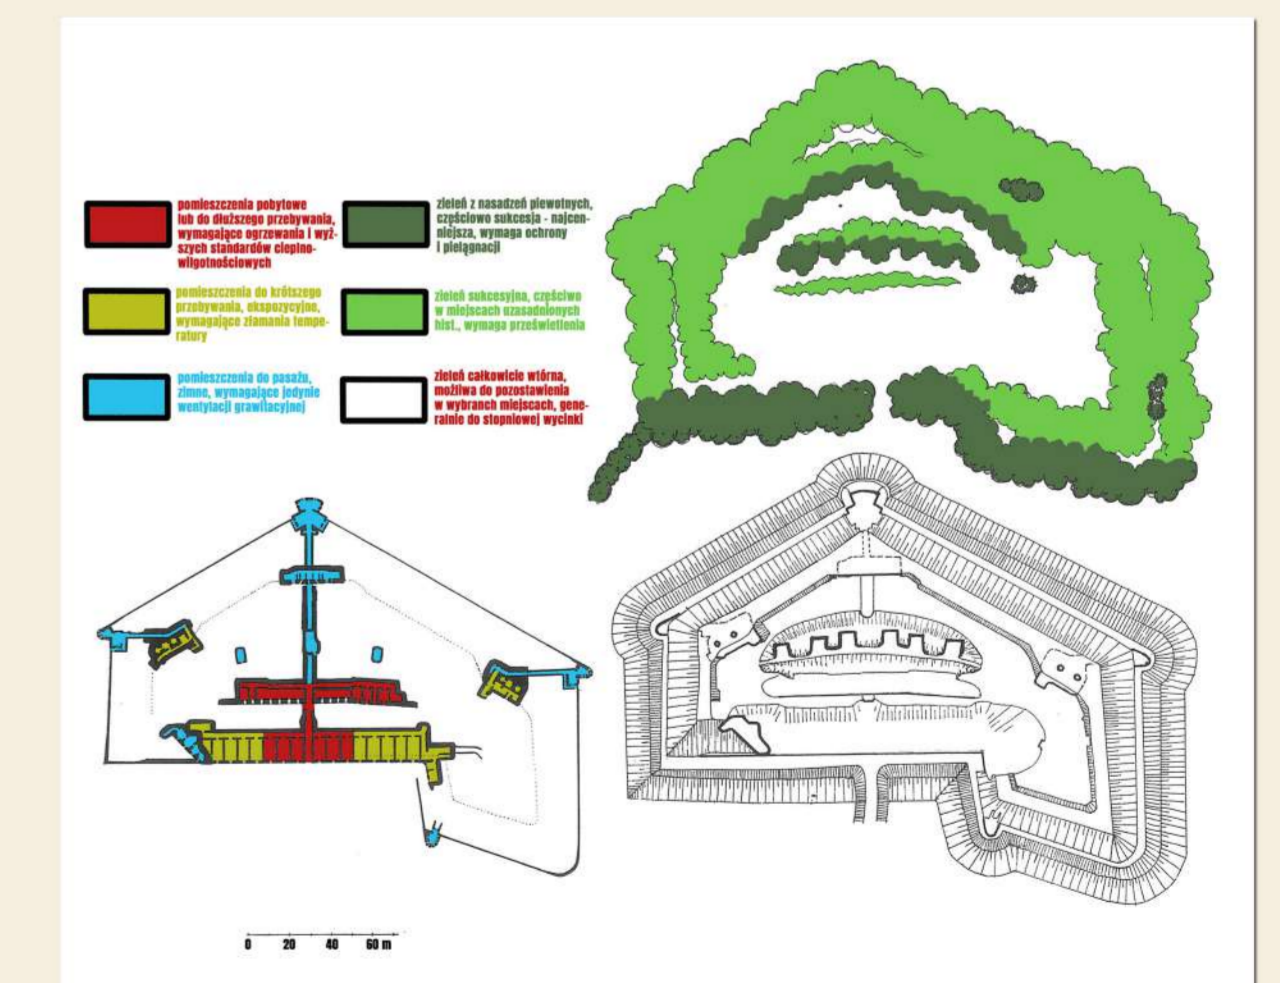 pomieszczenia pobytowe
lub do dłuższego przebywania,
wymagające ogrzewania i wyż-
szych standardów cieplno-
wilgotnościowych
zieleń z nasadzeń piewotnych,
częściowo sukcesja - najcen-
niejsza, wymaga ochrony
i pielęgnacji
pomieszczenia do krótszego
przebywania, ekspozycyjne,
wymagające złamania tempe-
ratury
zieleń sukcesyjna, częściwo
w miejscach uzasadnionych
hist., wymaga prześwietlenia
pomieszczenia do pasażu,
zimne, wymagające jedynie
wentylacji grawitacyjnej
zieleń całkowicie wtórna,
możliwa do pozostawienia
w wybranch miejscach, gene-
ralnie do stopniowej wycinki
0 20 40 60 m